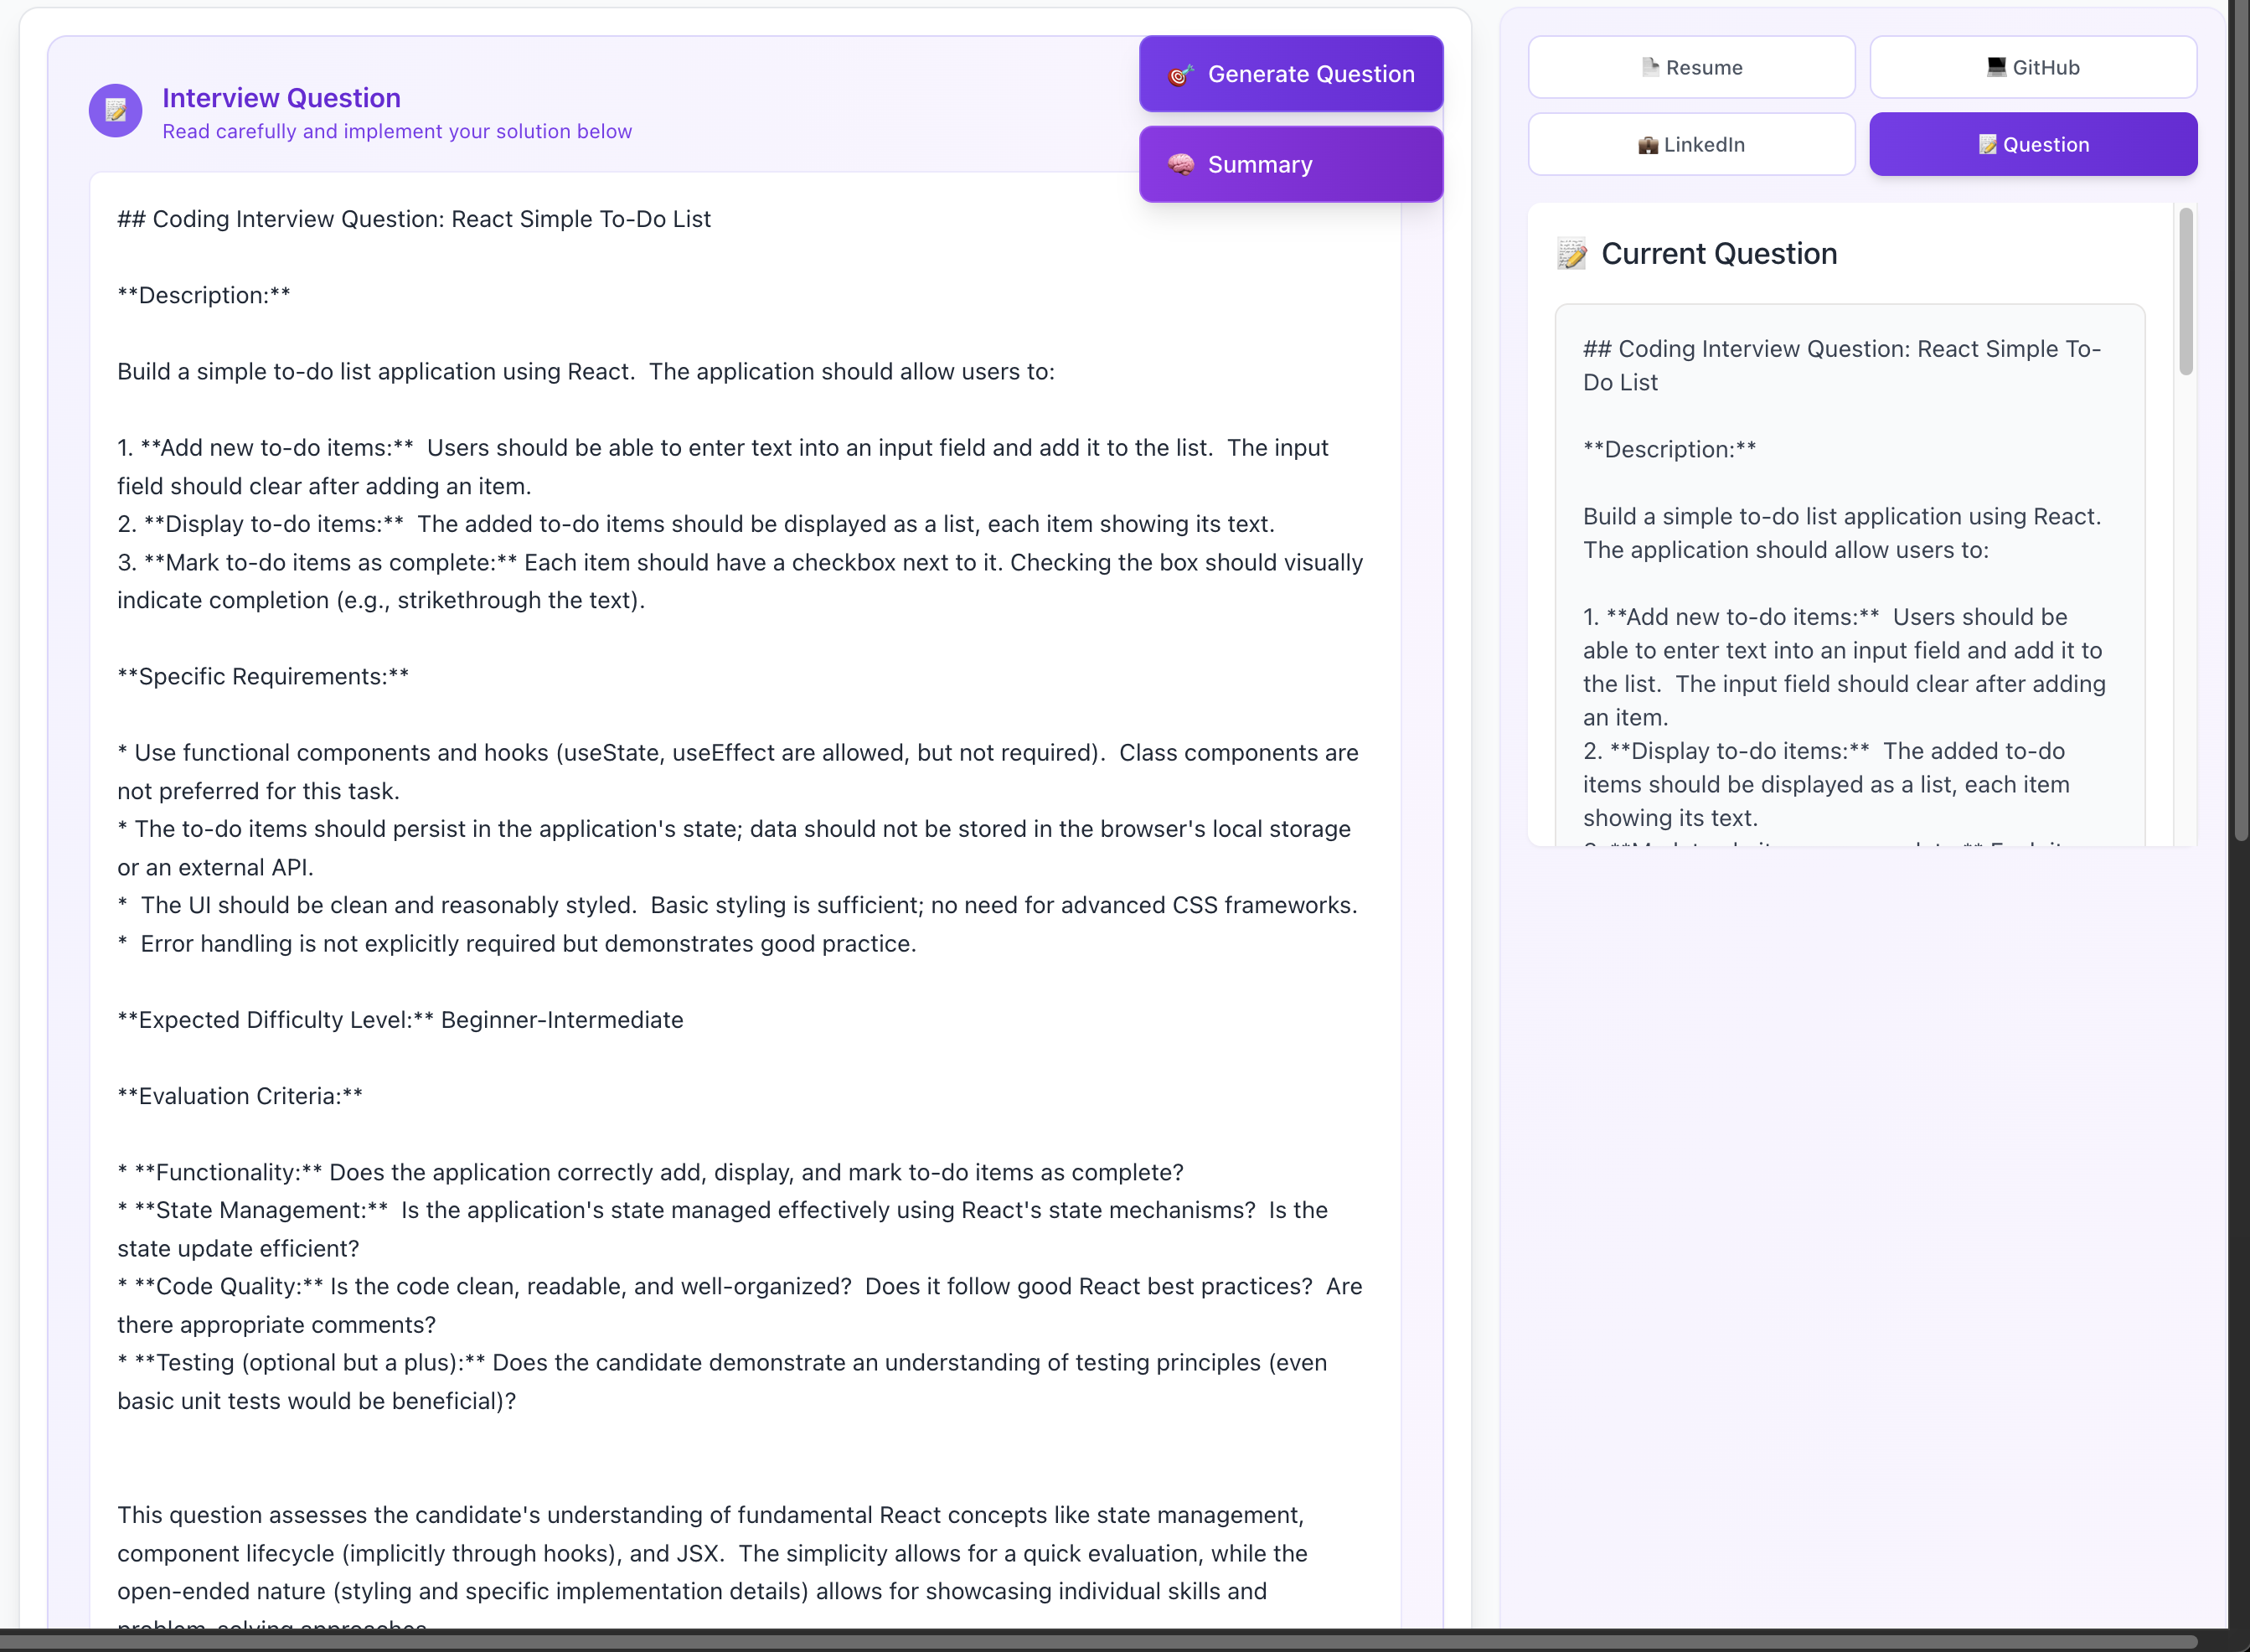 Interview Question
Read carefully and implement your solution below
Generate Question
Summary
## Coding Interview Question: React Simple To-Do List
**Description:**
Build a simple to-do list application using React.  The application should allow users to:
1. **Add new to-do items:**  Users should be able to enter text into an input field and add it to the list.  The input
field should clear after adding an item.
2. **Display to-do items:**  The added to-do items should be displayed as a list, each item showing its text.
3. **Mark to-do items as complete:** Each item should have a checkbox next to it. Checking the box should visually
indicate completion (e.g., strikethrough the text).
**Specific Requirements:**
* Use functional components and hooks (useState, useEffect are allowed, but not required).  Class components are
not preferred for this task.
* The to-do items should persist in the application's state; data should not be stored in the browser's local storage
or an external API.
*  The UI should be clean and reasonably styled.  Basic styling is sufficient; no need for advanced CSS frameworks.
*  Error handling is not explicitly required but demonstrates good practice.
**Expected Difficulty Level:** Beginner-Intermediate
**Evaluation Criteria:**
* **Functionality:** Does the application correctly add, display, and mark to-do items as complete?
* **State Management:**  Is the application's state managed effectively using React's state mechanisms?  Is the
state update efficient?
* **Code Quality:** Is the code clean, readable, and well-organized?  Does it follow good React best practices?  Are
there appropriate comments?
* **Testing (optional but a plus):** Does the candidate demonstrate an understanding of testing principles (even
basic unit tests would be beneficial)?
This question assesses the candidate's understanding of fundamental React concepts like state management,
component lifecycle (implicitly through hooks), and JSX.  The simplicity allows for a quick evaluation, while the
open-ended nature (styling and specific implementation details) allows for showcasing individual skills and
problem-solving approaches.
Resume
GitHub
LinkedIn
Question
Current Question
## Coding Interview Question: React Simple To-
Do List
**Description:**
Build a simple to-do list application using React.
The application should allow users to:
1. **Add new to-do items:**  Users should be
able to enter text into an input field and add it to
the list.  The input field should clear after adding
an item.
2. **Display to-do items:**  The added to-do
items should be displayed as a list, each item
showing its text.